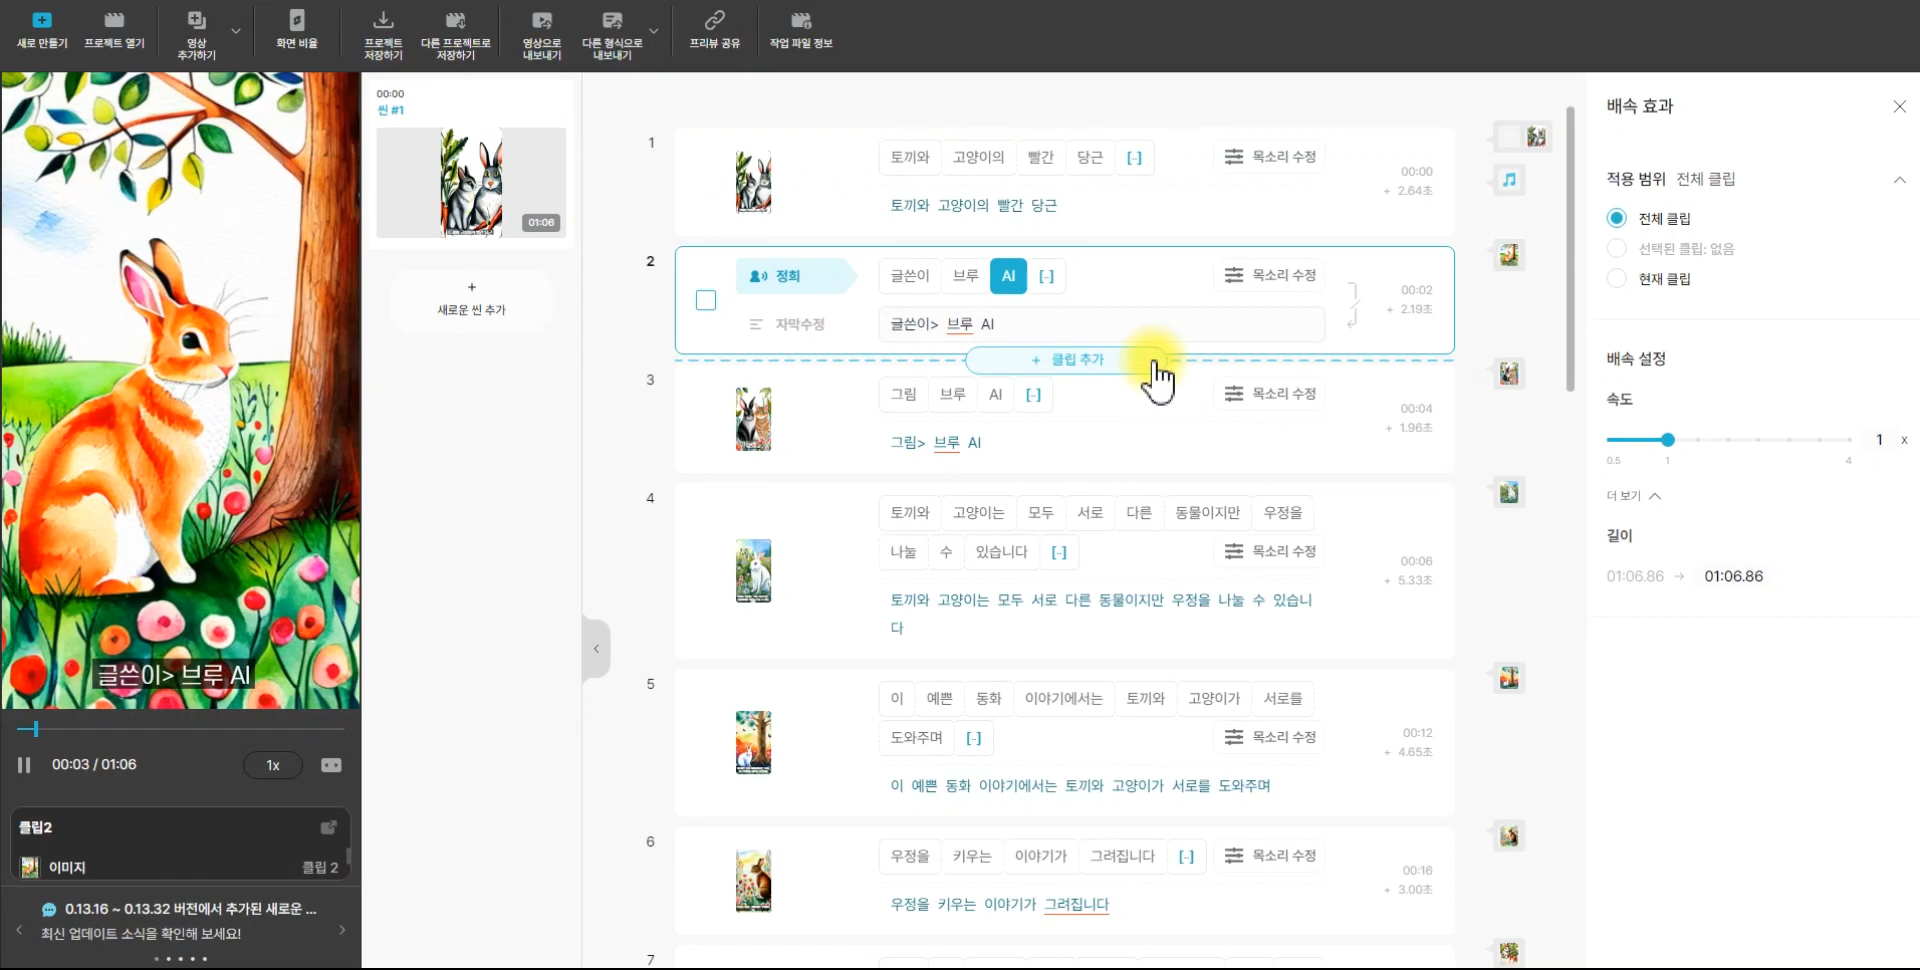 새로 만들기
프로젝트 열기
영상
추가하기
화면 비율
프로젝트
저장하기
다른 프로젝트로
저장하기
영상으로
내보내기
다른 형식으로
내보내기
프리뷰 공유
작업 파일 정보
글쓴이> 브루 AI
00:03 / 01:06
1x
클립2
이미지
클립 2
0.13.16 ~ 0.13.32 버전에서 추가된 새로운 ...
최신 업데이트 소식을 확인해 보세요!
00:00
씬 #1
01:06
+
새로운 씬 추가
1
토끼와 고양이의 빨간 당근 [··] 목소리 수정
토끼와 고양이의 빨간 당근
00:00
+ 2.64초
2
정희
글쓴이 브루 AI [··] 목소리 수정
자막수정
글쓴이> 브루 AI
00:02
+ 2.19초
+ 클립 추가
3
그림 브루 AI [··] 목소리 수정
그림> 브루 AI
00:04
+ 1.96초
4
토끼와 고양이는 모두 서로 다른 동물이지만 우정을
나눌 수 있습니다 [··] 목소리 수정
토끼와 고양이는 모두 서로 다른 동물이지만 우정을 나눌 수 있습니
다
00:06
+ 5.33초
5
이 예쁜 동화 이야기에서는 토끼와 고양이가 서로를
도와주며 [··] 목소리 수정
이 예쁜 동화 이야기에서는 토끼와 고양이가 서로를 도와주며
00:12
+ 4.65초
6
우정을 키우는 이야기가 그려집니다 [··] 목소리 수정
우정을 키우는 이야기가 그려집니다
00:16
+ 3.00초
7
배속 효과
적용 범위 전체 클립
전체 클립
선택된 클립: 없음
현재 클립
배속 설정
속도
1 x
0.5 1 4
더 보기
길이
01:06.86 → 01:06.86